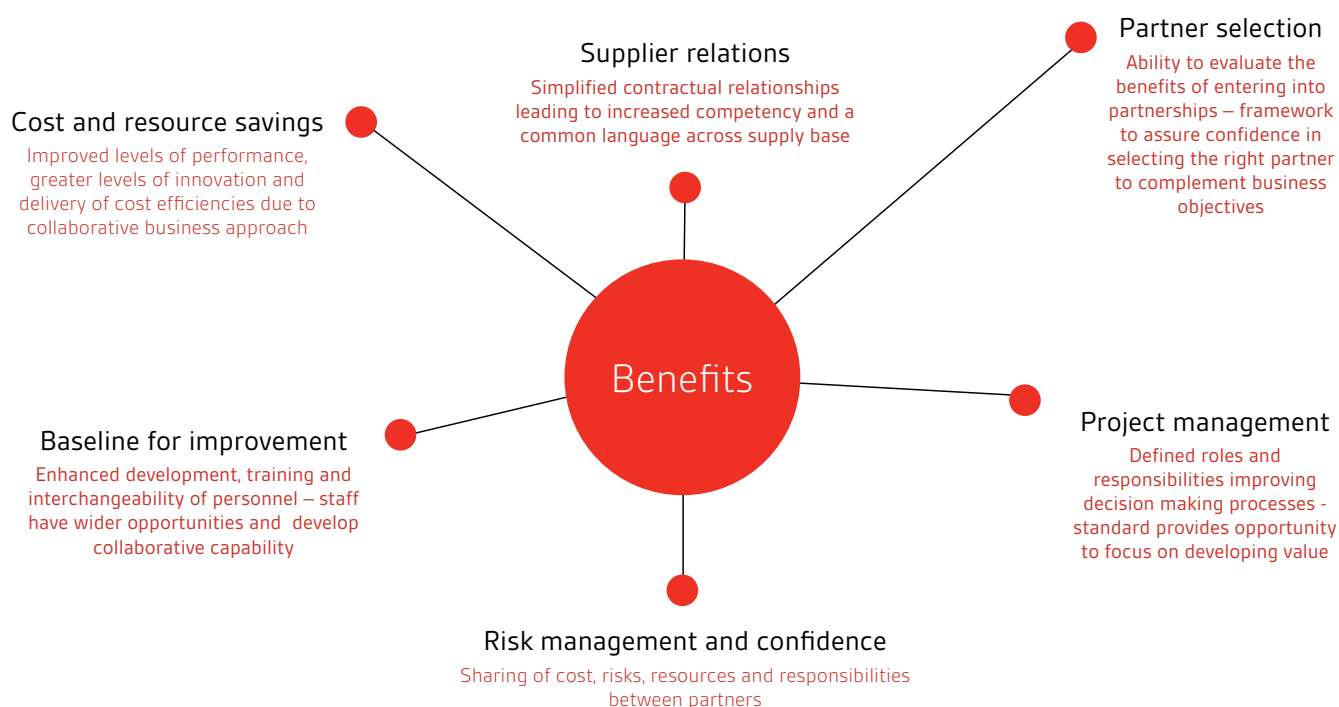 Partner selection
Ability to evaluate the
benefits of entering into
partnerships – framework
to assure confidence in
selecting the right partner
to complement business
objectives
Supplier relations
Simplified contractual relationships
leading to increased competency and a
common language across supply base
Cost and resource savings
Improved levels of performance,
greater levels of innovation and
delivery of cost efficiencies due to
collaborative business approach
Benefits
Project management
Defined roles and
responsibilities improving
decision making processes -
standard provides opportunity
to focus on developing value
Baseline for improvement
Enhanced development, training and
interchangeability of personnel – staff
have wider opportunities and  develop
collaborative capability
Risk management and confidence
Sharing of cost, risks, resources and responsibilities
between partners